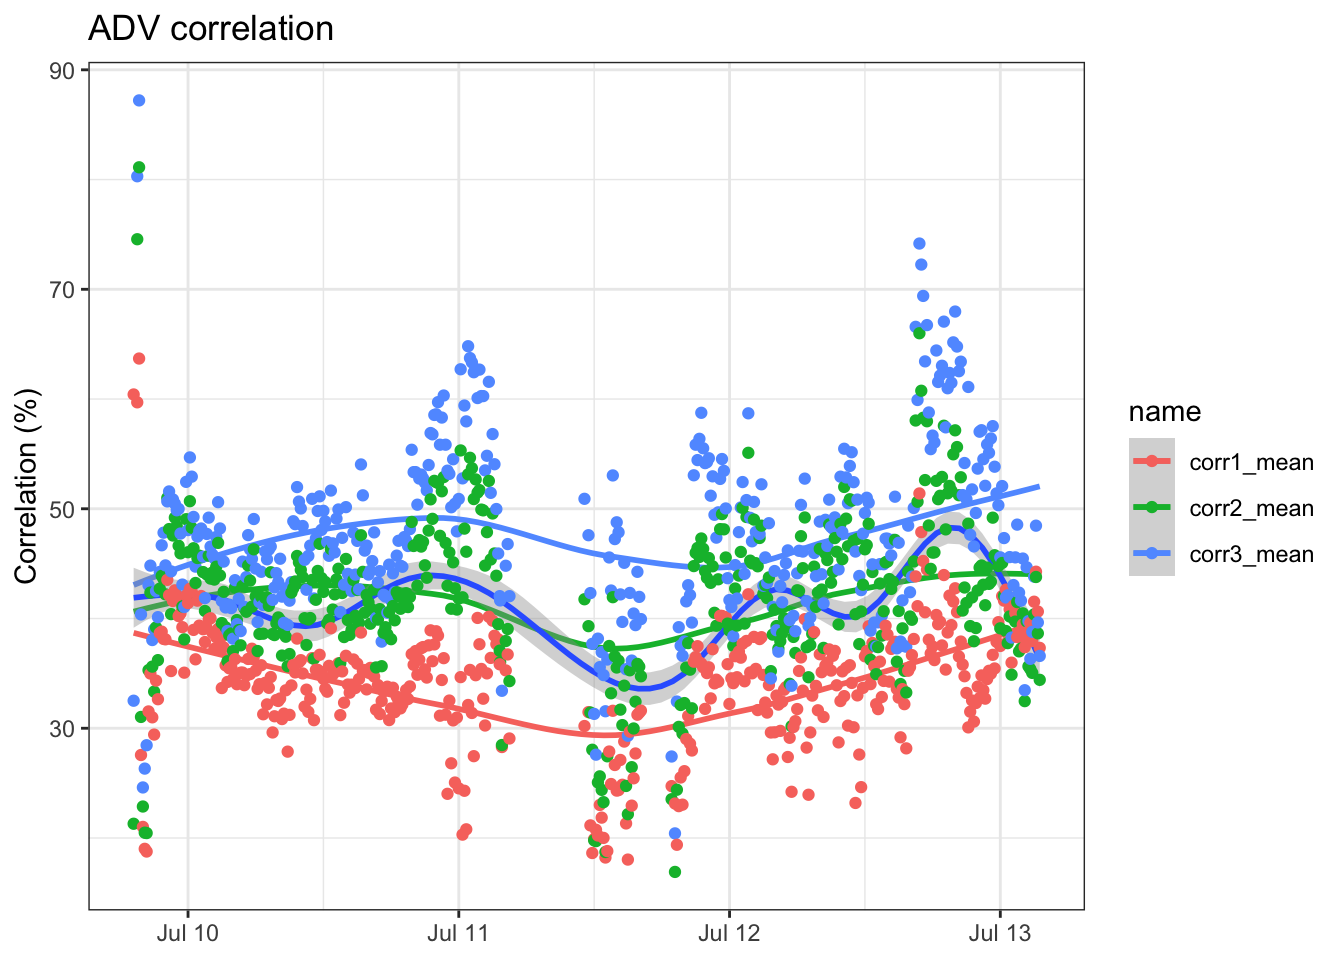 ADV correlation
Correlation (%)
90
70
50
30
Jul 10
Jul 11
Jul 12
Jul 13
name
corr1_mean
corr2_mean
corr3_mean